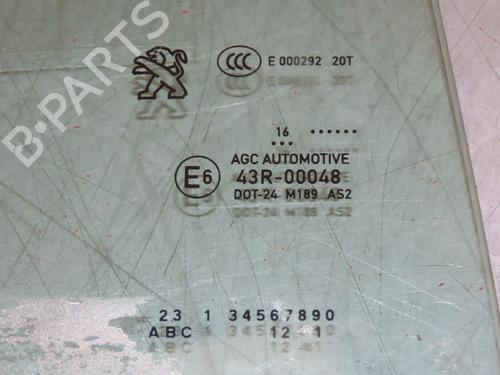 B-PARTS
CCC E 000292 20T
16 ......
...
AGC AUTOMOTIVE
E6 43R-00048
DOT-24 M189 AS2
23 1 34567890
ABC 12 1